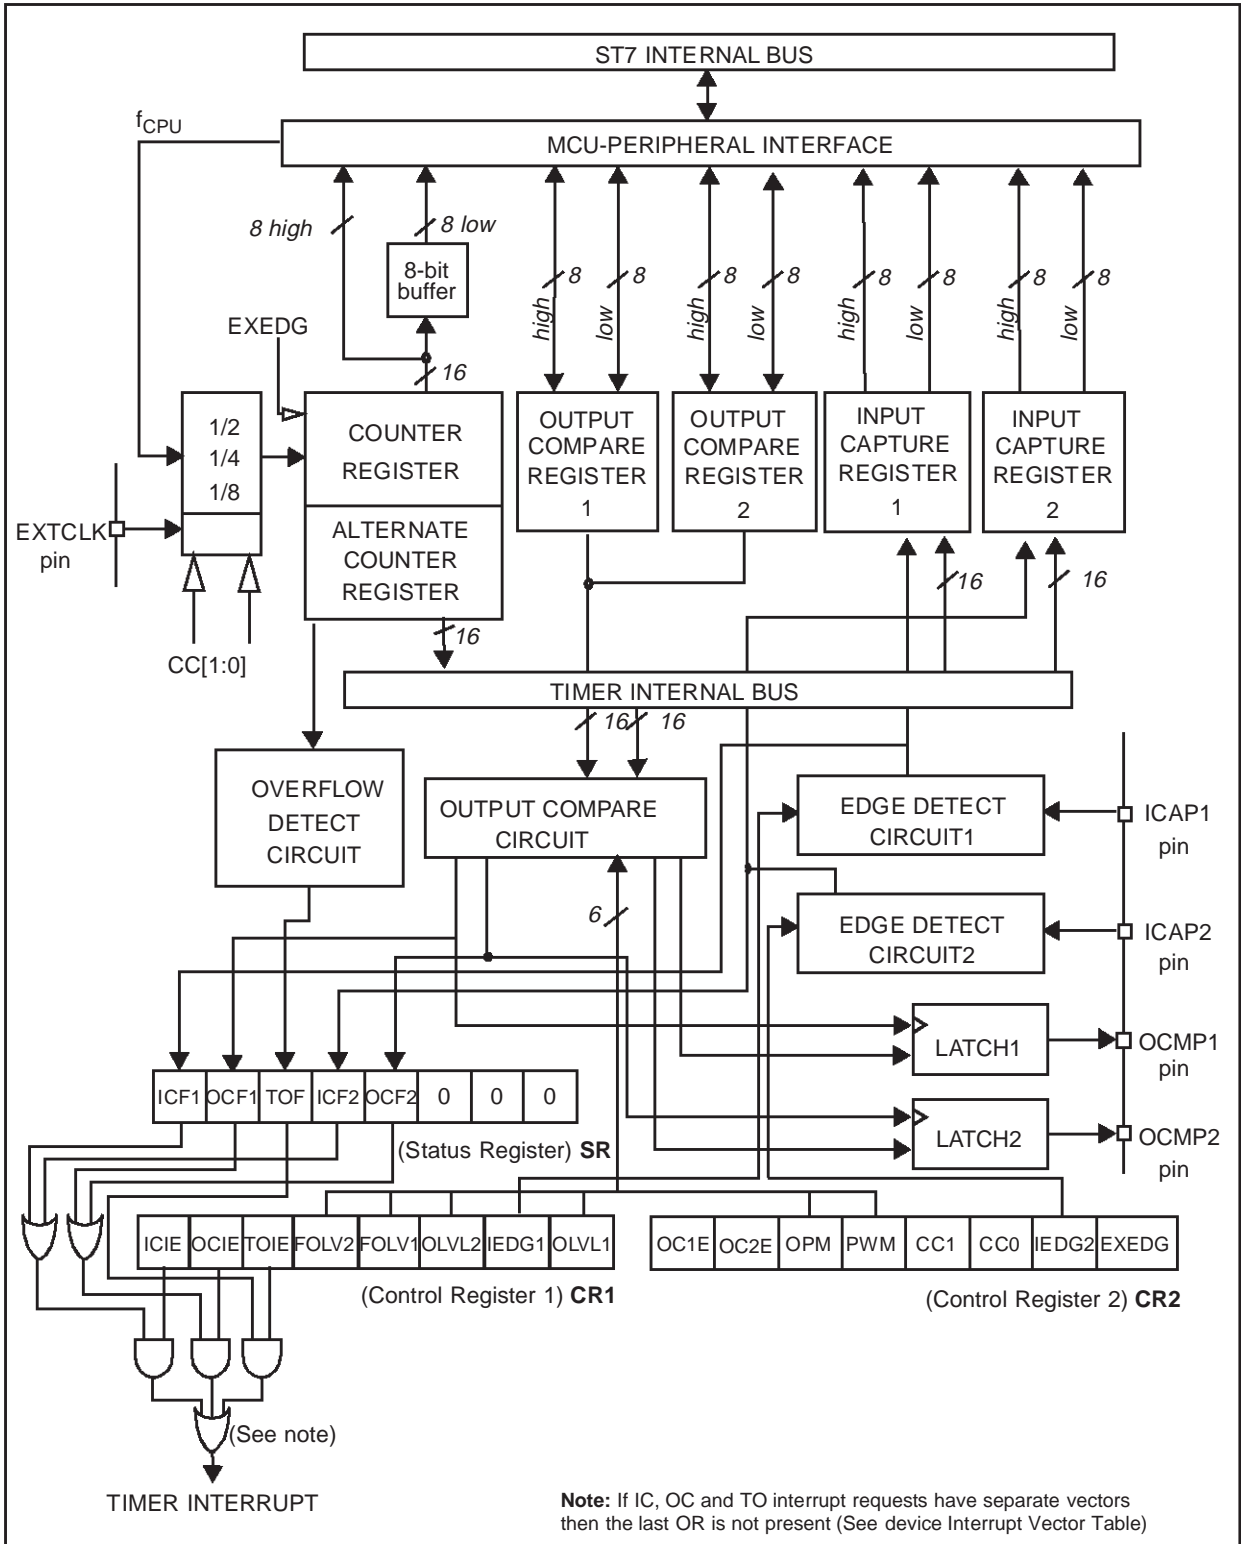 ST7 INTERNAL BUS
fCPU
MCU-PERIPHERAL INTERFACE
8 high
8 low
8-bit
buffer
8
8
8
8
8
8
8
8
high
low
high
low
high
low
high
low
EXEDG
16
1/2
1/4
1/8
COUNTER
REGISTER
OUTPUT
COMPARE
REGISTER
1
OUTPUT
COMPARE
REGISTER
2
INPUT
CAPTURE
REGISTER
1
INPUT
CAPTURE
REGISTER
2
EXTCLK
pin
ALTERNATE
COUNTER
REGISTER
16
16
16
CC[1:0]
TIMER INTERNAL BUS
16
16
OVERFLOW
DETECT
CIRCUIT
OUTPUT COMPARE
CIRCUIT
EDGE DETECT
CIRCUIT1
ICAP1
pin
6
EDGE DETECT
CIRCUIT2
ICAP2
pin
LATCH1
OCMP1
pin
ICF1 OCF1 TOF ICF2 OCF2 0 0 0
(Status Register) SR
LATCH2
OCMP2
pin
ICIE OCIE TOIE FOLV2 FOLV1 OLVL2 IEDG1 OLVL1
(Control Register 1) CR1
OC1E OC2E OPM PWM CC1 CC0 IEDG2 EXEDG
(Control Register 2) CR2
(See note)
TIMER INTERRUPT
Note: If IC, OC and TO interrupt requests have separate vectors
then the last OR is not present (See device Interrupt Vector Table)